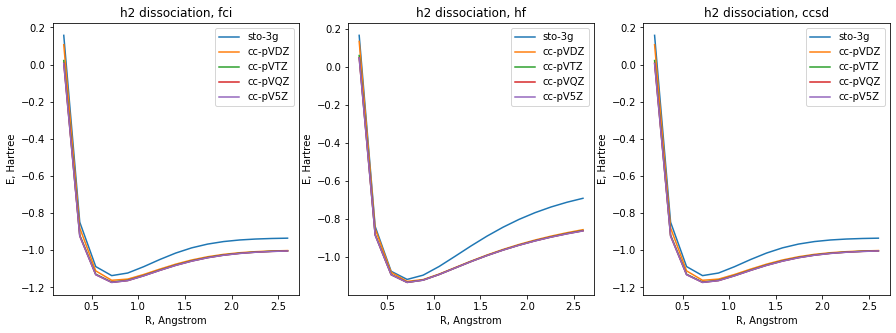 h2 dissociation, fci
E, Hartree
0.2
0.0
−0.2
−0.4
−0.6
−0.8
−1.0
−1.2
sto-3g
cc-pVDZ
cc-pVTZ
cc-pVQZ
cc-pV5Z
0.5
1.0
1.5
2.0
2.5
R, Angstrom
h2 dissociation, hf
E, Hartree
0.2
0.0
−0.2
−0.4
−0.6
−0.8
−1.0
sto-3g
cc-pVDZ
cc-pVTZ
cc-pVQZ
cc-pV5Z
0.5
1.0
1.5
2.0
2.5
R, Angstrom
h2 dissociation, ccsd
E, Hartree
0.2
0.0
−0.2
−0.4
−0.6
−0.8
−1.0
−1.2
sto-3g
cc-pVDZ
cc-pVTZ
cc-pVQZ
cc-pV5Z
0.5
1.0
1.5
2.0
2.5
R, Angstrom